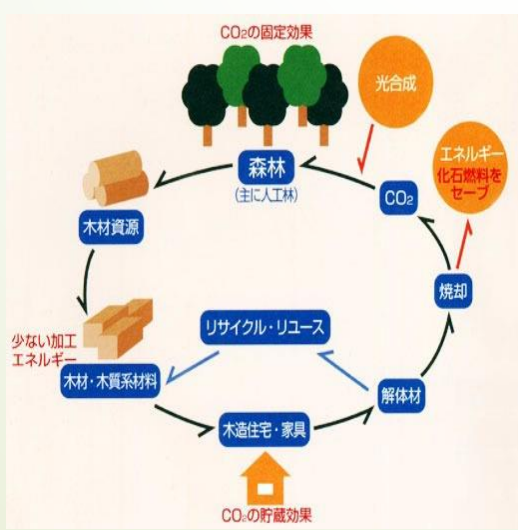 CO₂の固定効果
光合成
エネルギー
化石燃料を
セーブ
森林
(主に人工林)
CO₂
木材資源
焼却
少ない加工
エネルギー
リサイクル・リユース
木材・木質系材料
解体材
木造住宅・家具
CO₂の貯蔵効果